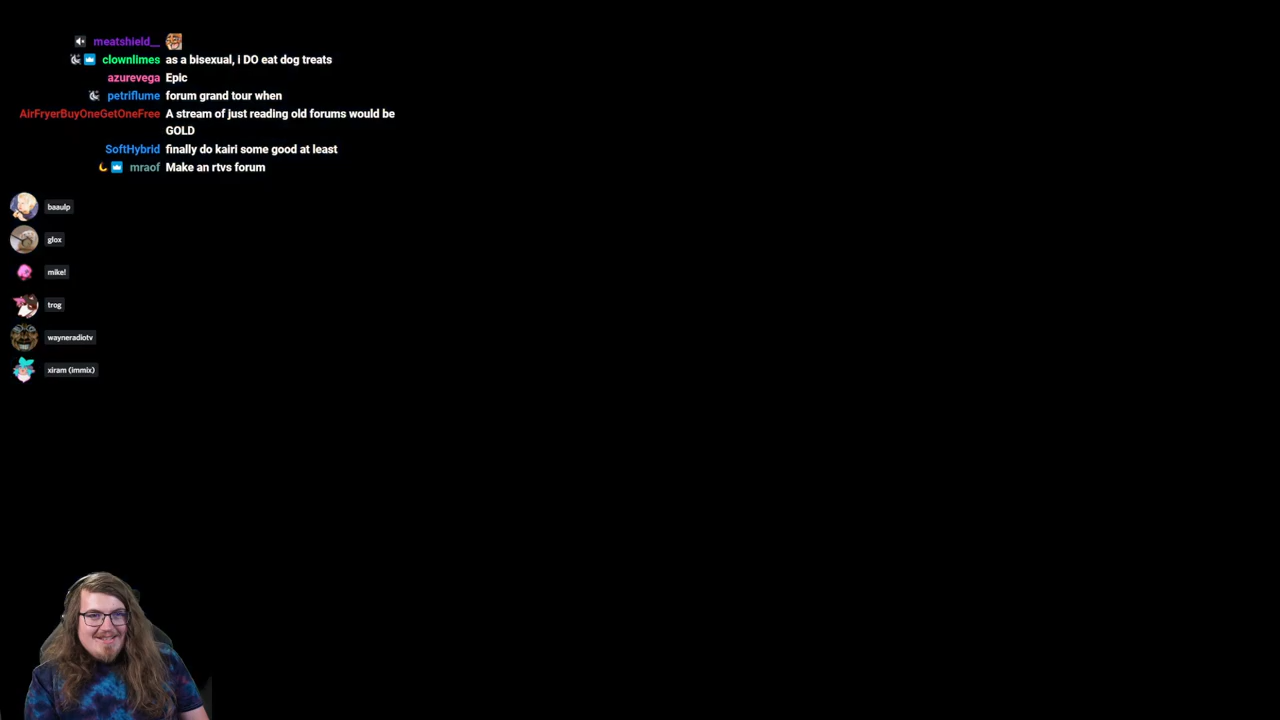 meatshield__
clownlimes as a bisexual, i DO eat dog treats
azurevega Epic
petriflume forum grand tour when
AirFryerBuyOneGetOneFree A stream of just reading old forums would be
GOLD
SoftHybrid finally do kairi some good at least
mraof Make an rtvs forum
baaulp
glox
mike!
trog
wayneradiotv
xiram (immix)